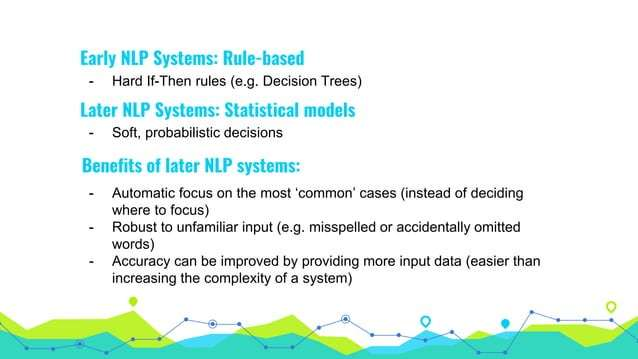 Early NLP Systems: Rule-based
- Hard If-Then rules (e.g. Decision Trees)
Later NLP Systems: Statistical models
- Soft, probabilistic decisions
Benefits of later NLP systems:
- Automatic focus on the most ‘common’ cases (instead of deciding
where to focus)
- Robust to unfamiliar input (e.g. misspelled or accidentally omitted
words)
- Accuracy can be improved by providing more input data (easier than
increasing the complexity of a system)